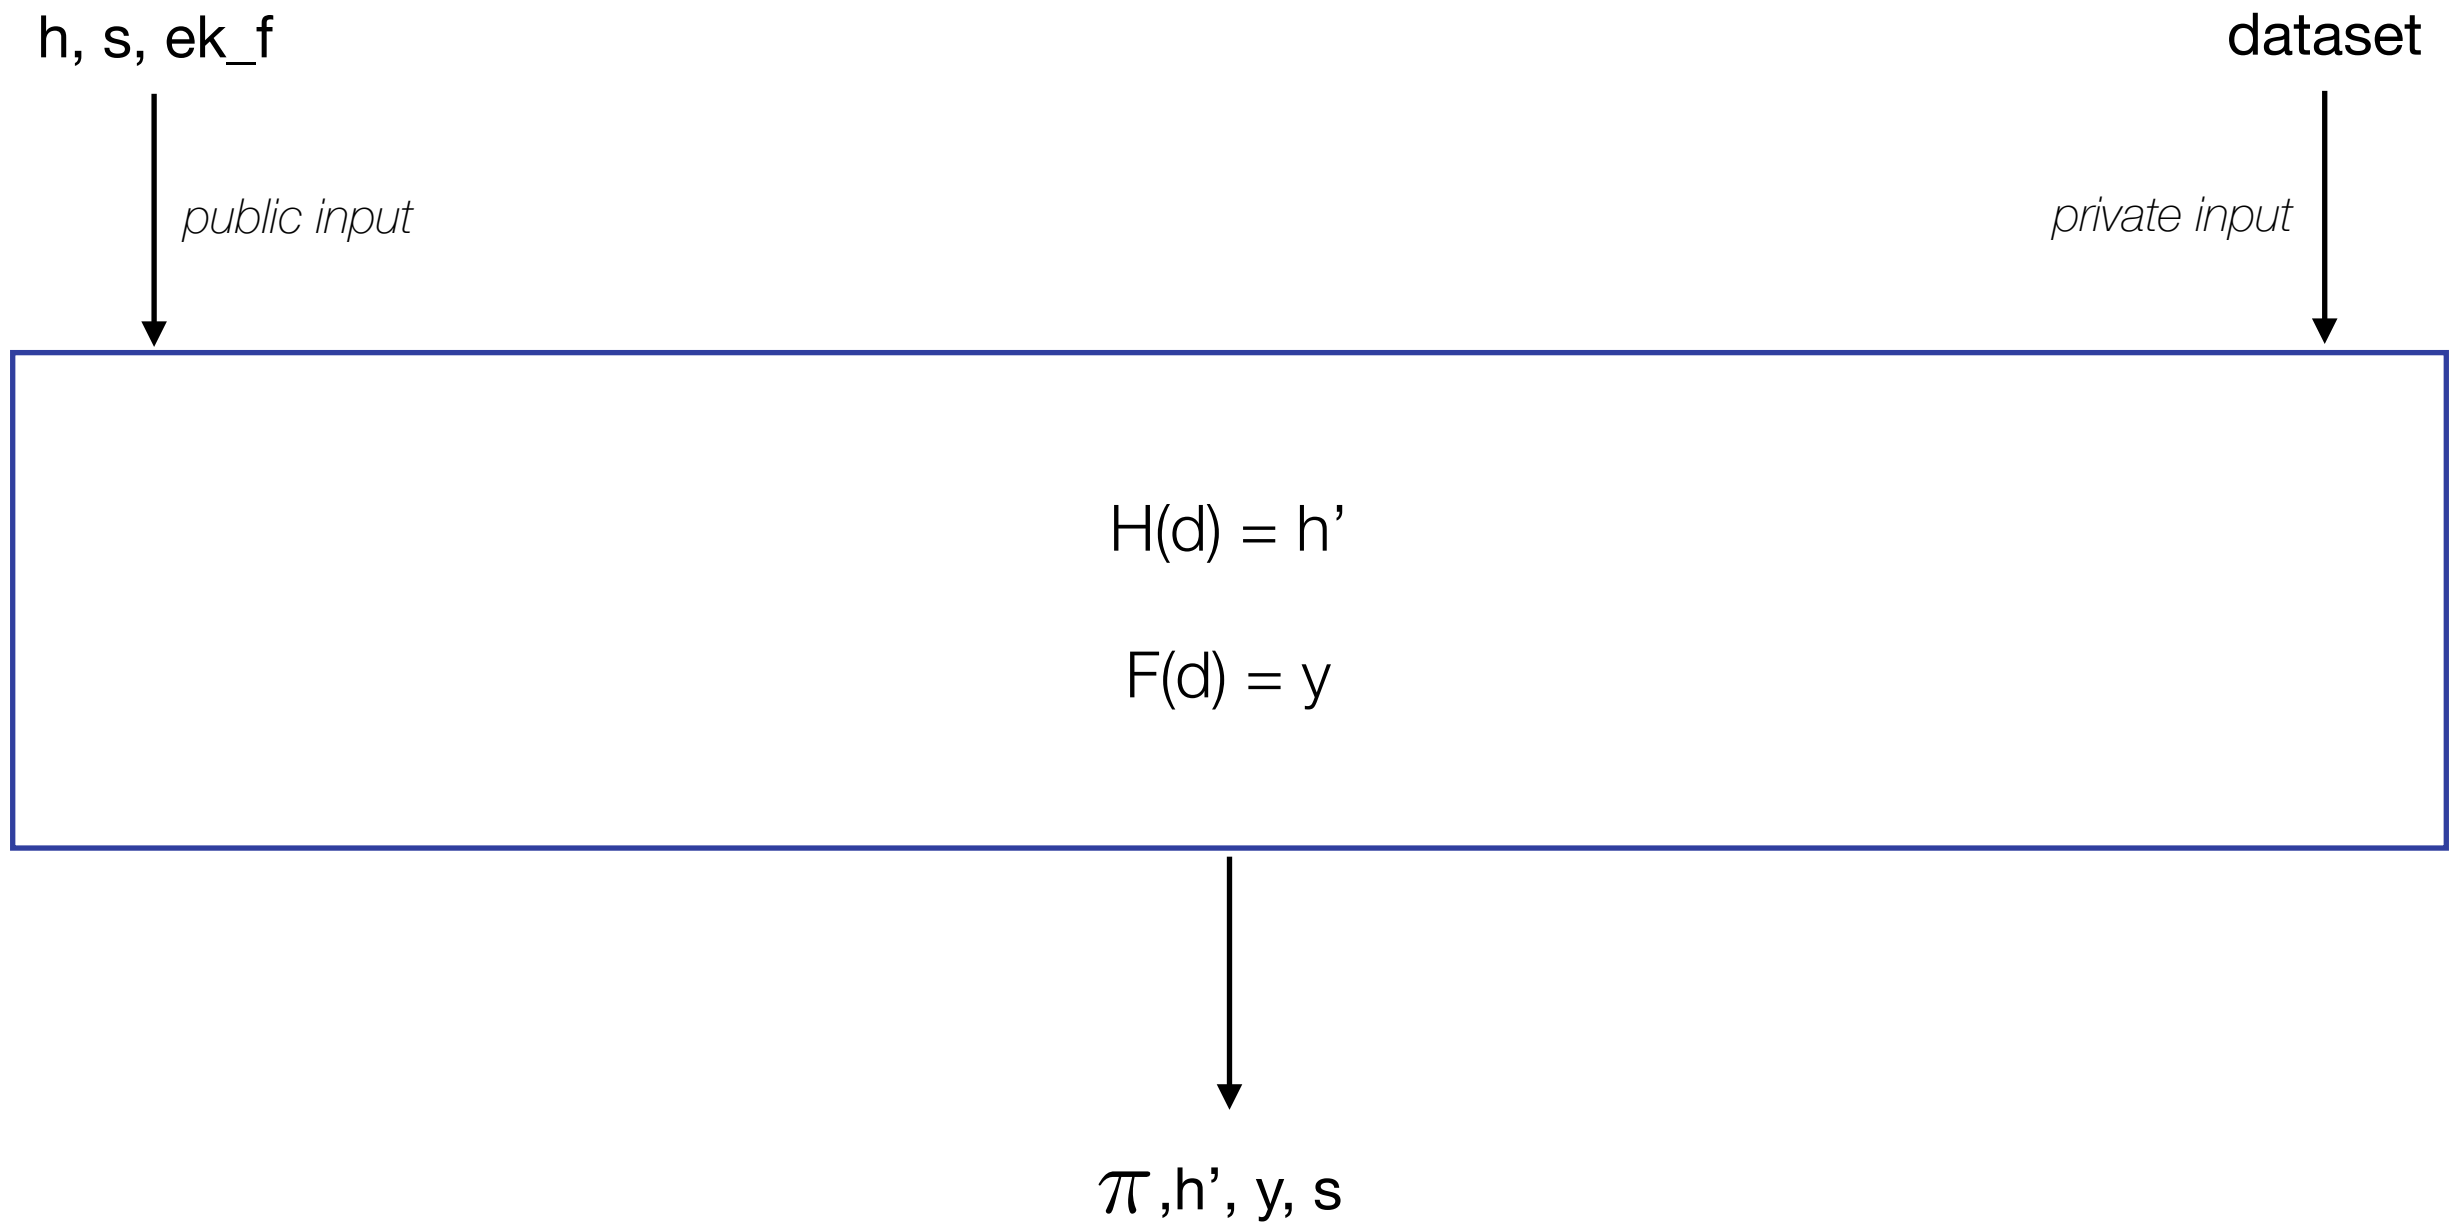 h, s, ek_f
dataset
public input
private input
H(d) = h’
F(d) = y
π,h’, y, s